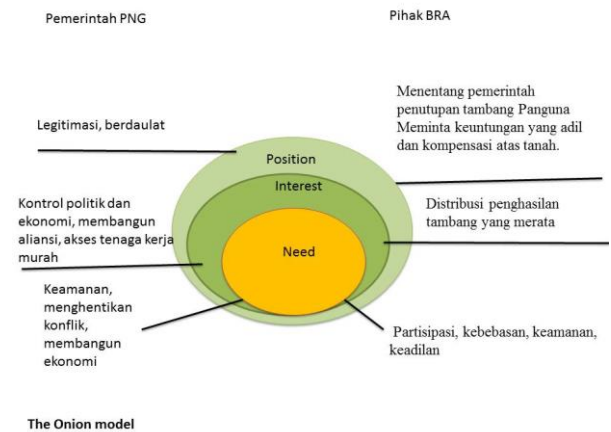 Pemerintah PNG
Pihak BRA
Legitimasi, berdaulat
Menentang pemerintah
penutupan tambang Panguna
Meminta keuntungan yang adil
dan kompensasi atas tanah.
Position
Interest
Need
Kontrol politik dan
ekonomi, membangun
aliansi, akses tenaga kerja
murah
Distribusi penghasilan
tambang yang merata
Keamanan,
menghentikan
konflik,
membangun
ekonomi
Partisipasi, kebebasan, keamanan,
keadilan
The Onion model